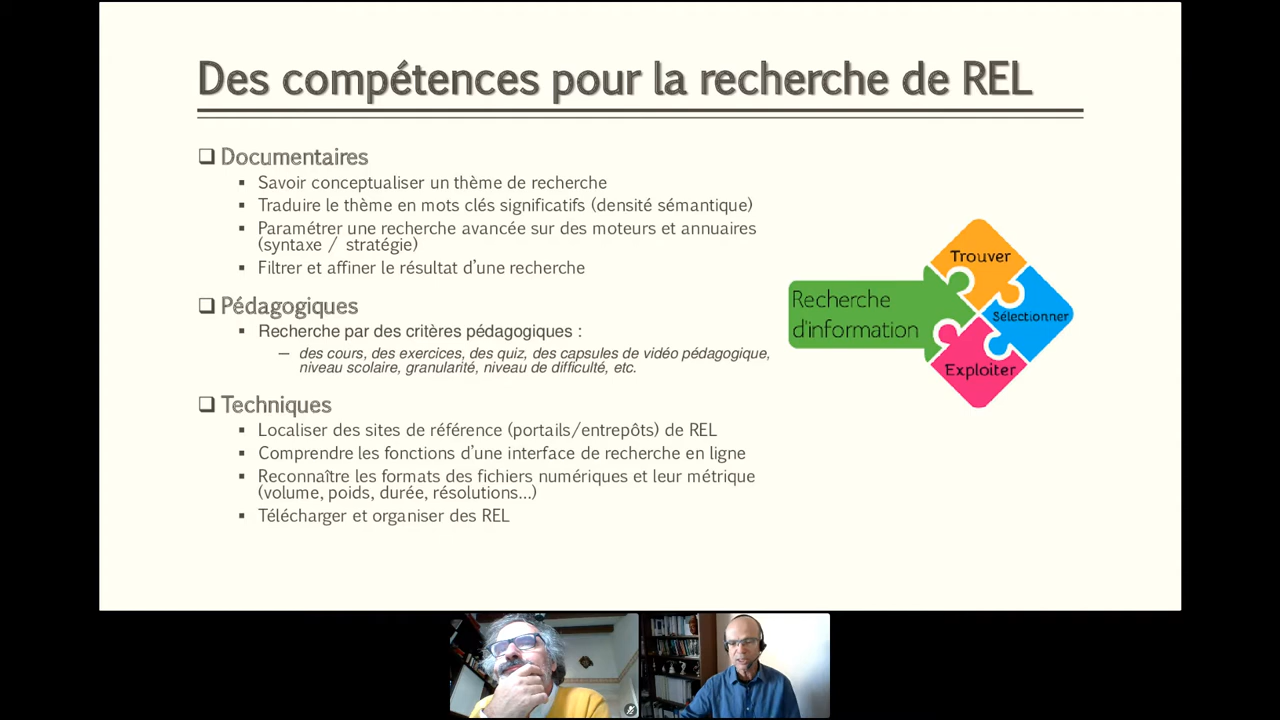 Des compétences pour la recherche de REL
Documentaires
Savoir conceptualiser un thème de recherche
Traduire le thème en mots clés significatifs (densité sémantique)
Paramétrer une recherche avancée sur des moteurs et annuaires
(syntaxe / stratégie)
Filtrer et affiner le résultat d'une recherche
Pédagogiques
Recherche par des critères pédagogiques :
– des cours, des exercices, des quiz, des capsules de vidéo pédagogique,
niveau scolaire, granularité, niveau de difficulté, etc.
Techniques
Localiser des sites de référence (portails/entrepôts) de REL
Comprendre les fonctions d'une interface de recherche en ligne
Reconnaître les formats des fichiers numériques et leur métrique
(volume, poids, durée, résolutions...)
Télécharger et organiser des REL
Recherche
d'information
Trouver
Sélectionner
Exploiter